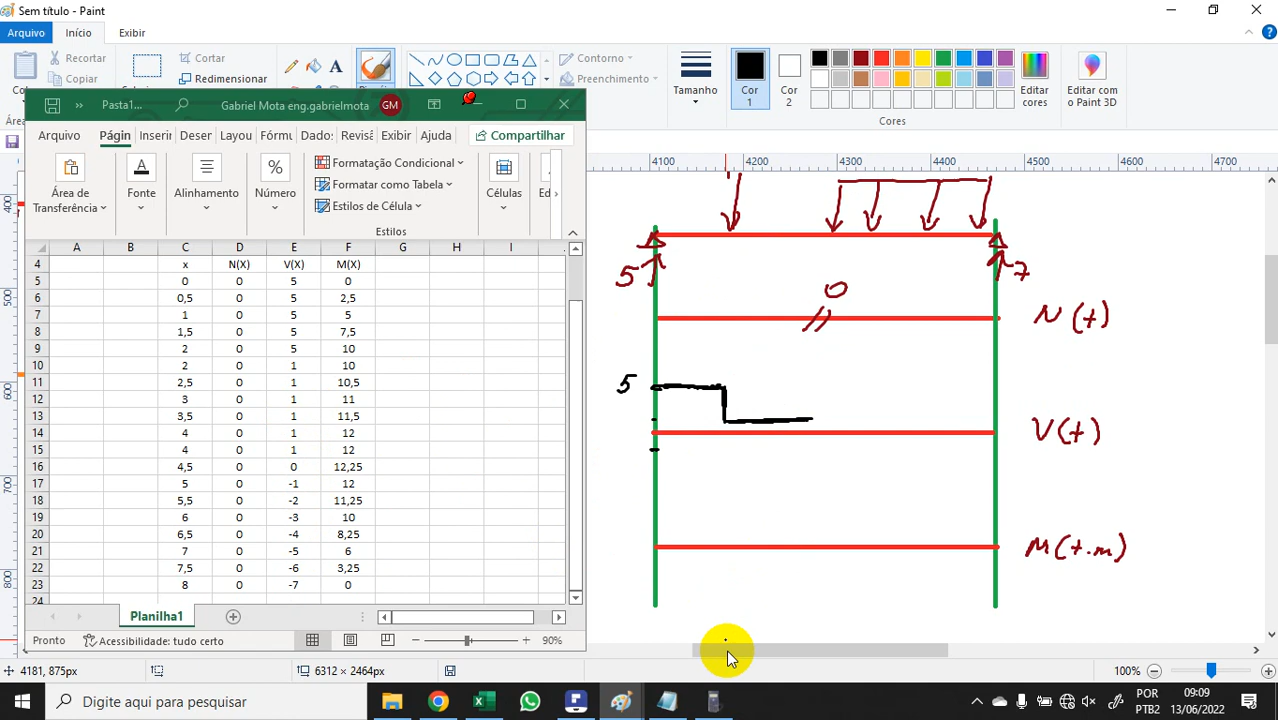 Sem título - Paint
Arquivo Início Exibir
Recortar
Copiar
Cortar
Redimensionar
A
Contorno
Preenchimento
Tamanho
Cor 1
Cor 2
Editar cores
Editar com o Paint 3D
Cores
Pasta1... Gabriel Mota eng.gabrielmota GM
Arquivo Págin Inseri Deser Layou Fórmu Dado: Revisã Exibir Ajuda Compartilhar
Área de Transferência
Fonte
Alinhamento
% Número
Formatação Condicional
Formatar como Tabela
Estilos de Célula
Estilos
Células
Ed
A B C D E F G H I
4 x N(X) V(X) M(X)
5 0 0 5 0
6 0,5 0 5 2,5
7 1 0 5 5
8 1,5 0 5 7,5
9 2 0 5 10
10 2 0 1 10
11 2,5 0 1 10,5
12 3 0 1 11
13 3,5 0 1 11,5
14 4 0 1 12
15 4 0 1 12
16 4,5 0 0 12,25
17 5 0 -1 12
18 5,5 0 -2 11,25
19 6 0 -3 10
20 6,5 0 -4 8,25
21 7 0 -5 6
22 7,5 0 -6 3,25
23 8 0 -7 0
24
Planilha1
Pronto Acessibilidade: tudo certo 90%
4100 4200 4300 4400 4500 4600 4700
400
500
600
700
800
5 7
0
N(t)
5
V(t)
M(t.m)
4181, 875px 6312 × 2464px 100%
Digite aqui para pesquisar
POR
PTB2
09:09
13/06/2022